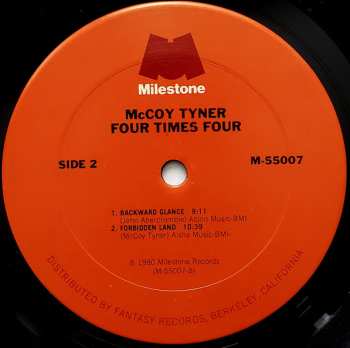 Milestone
McCOY TYNER
FOUR TIMES FOUR
SIDE 2 M-55007
1. BACKWARD GLANCE 9:11
(John Abercrombie) Abins Music-BMI
2. FORBIDDEN LAND 10:39
(McCoy Tyner) Aisha Music-BMI
℗ 1980 Milestone Records
(M-55007-B)
DISTRIBUTED BY FANTASY RECORDS, BERKELEY, CALIFORNIA